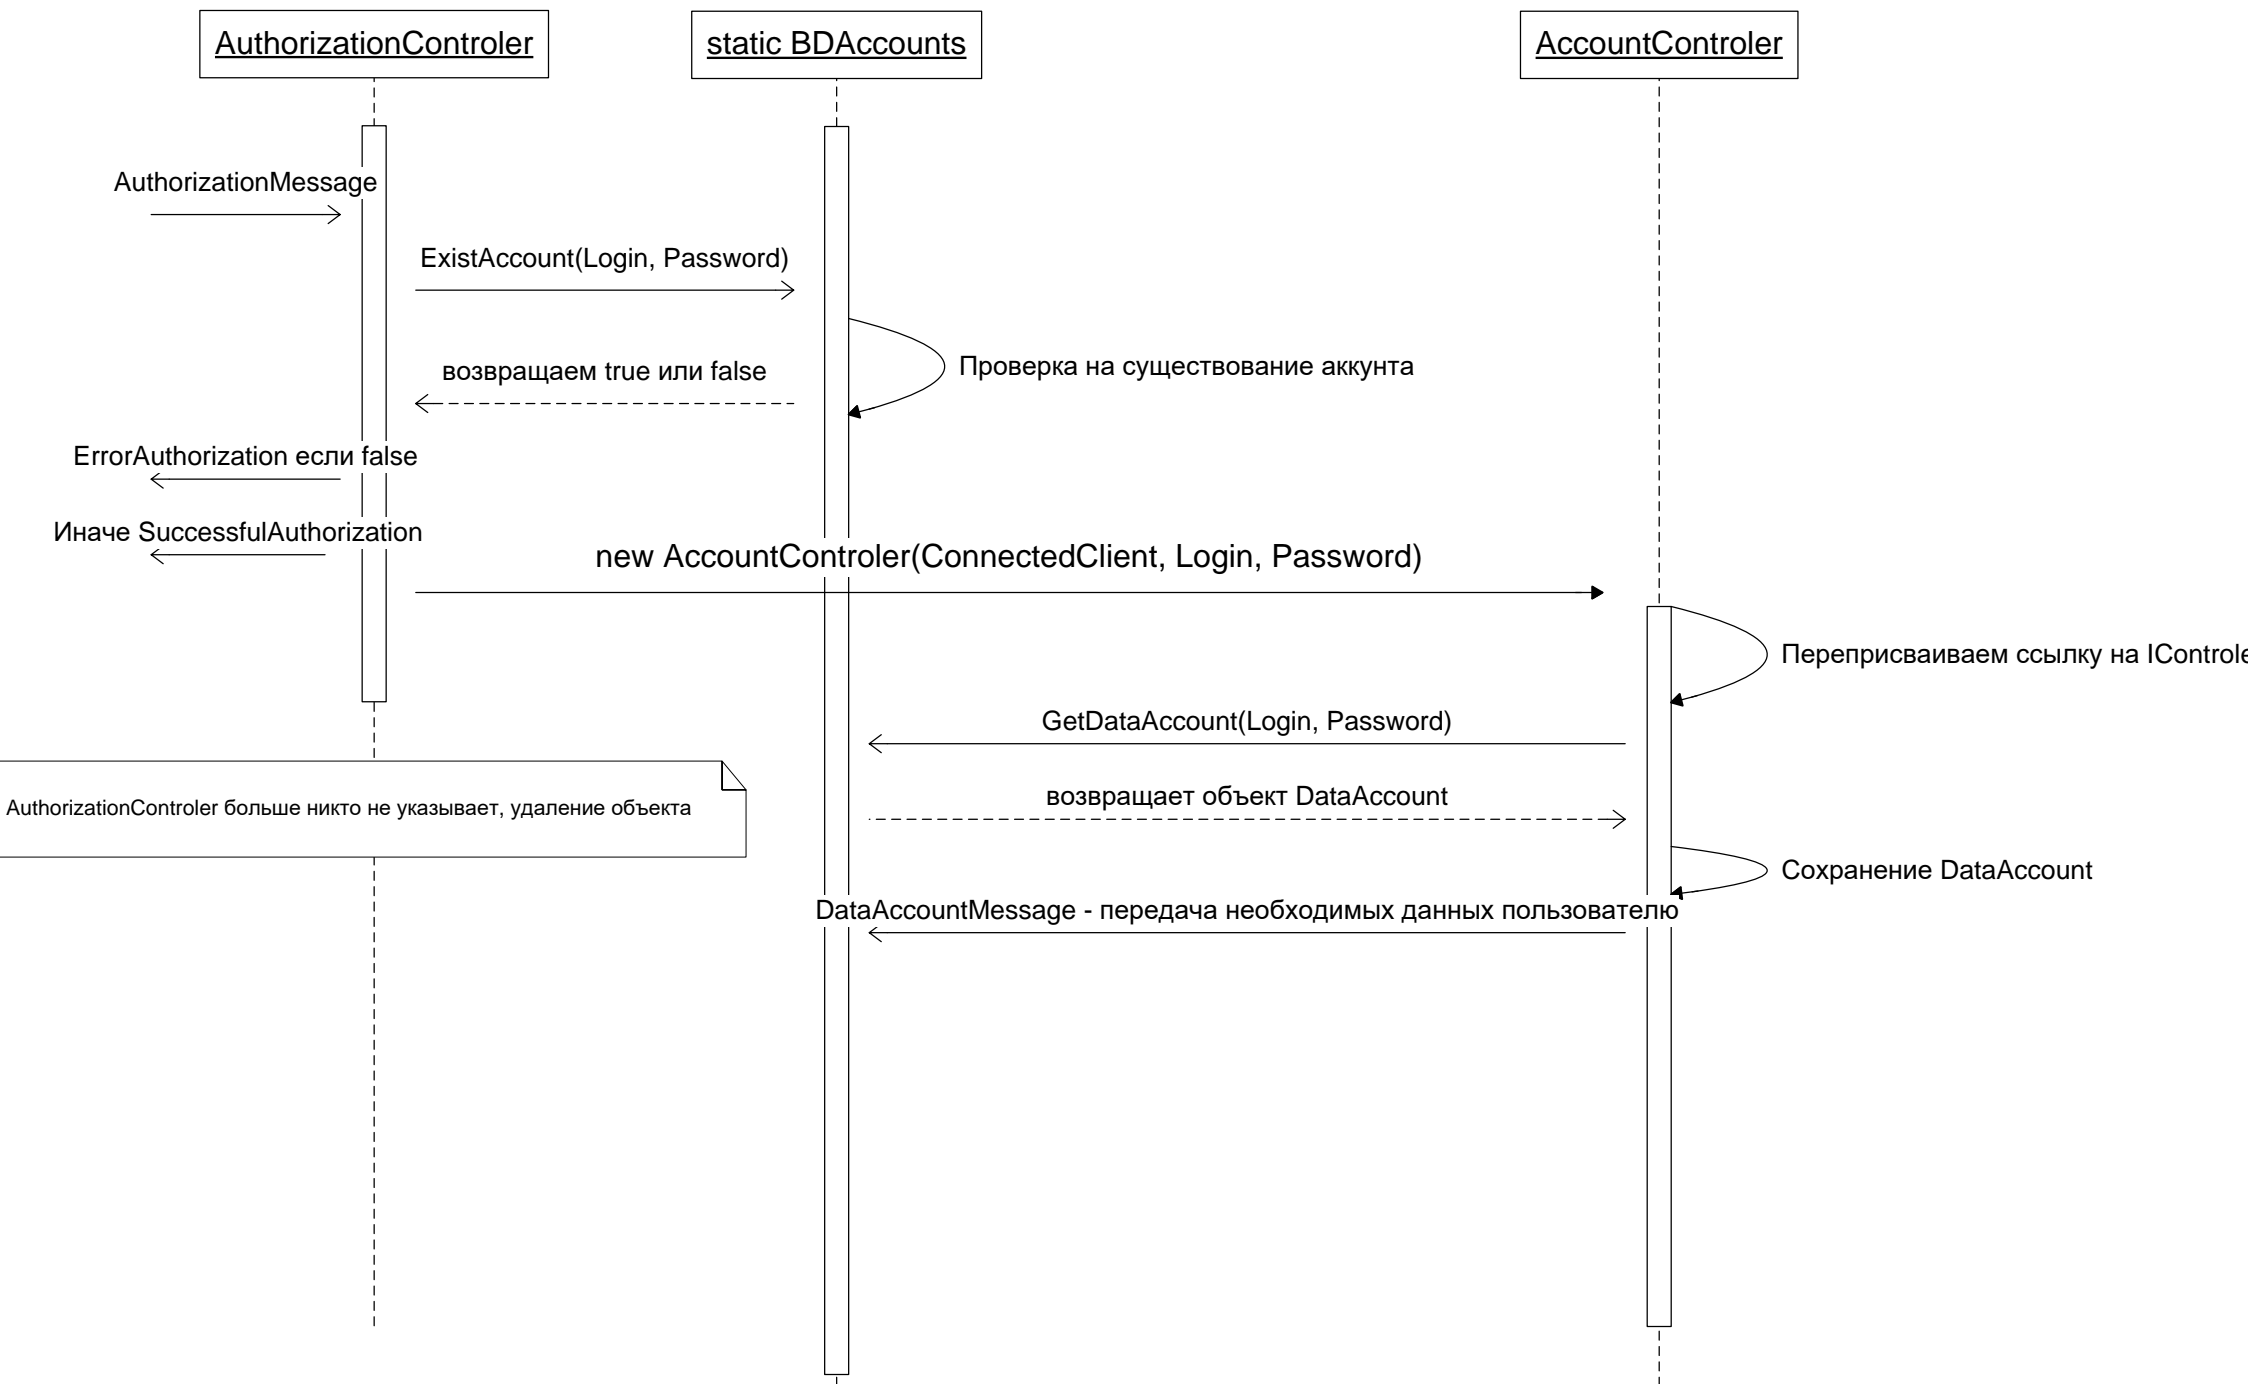 AuthorizationControler
static BDAccounts
AccountControler
AuthorizationMessage
ExistAccount(Login, Password)
Проверка на существование аккунта
возвращаем true или false
ErrorAuthorization если false
Иначе SuccessfulAuthorization
new AccountControler(ConnectedClient, Login, Password)
Переприсваиваем ссылку на IControle
GetDataAccount(Login, Password)
возвращает объект DataAccount
AuthorizationControler больше никто не указывает, удаление объекта
Сохранение DataAccount
DataAccountMessage - передача необходимых данных пользователю